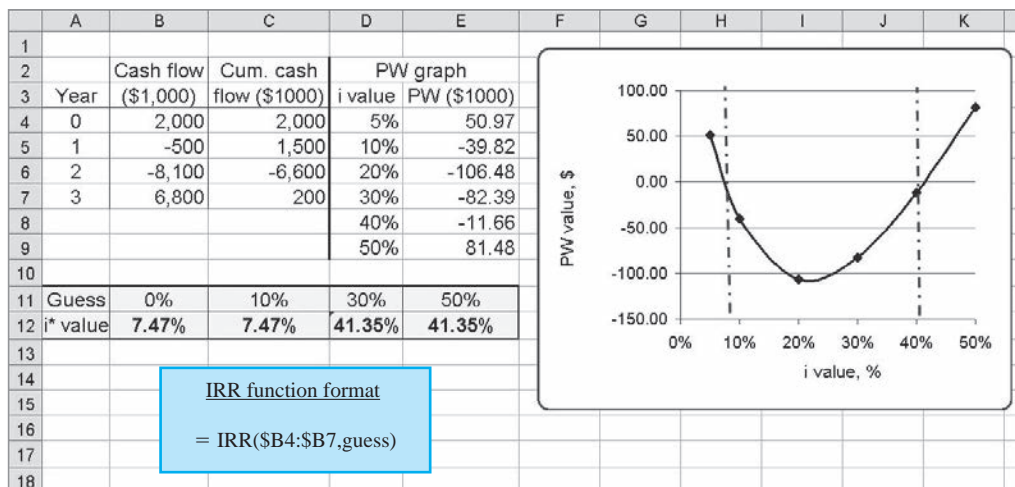 A B C D E F G H I J K
1
2 Cash flow Cum. cash PW graph
3 Year ($1,000) flow ($1000) i value PW ($1000)
4 0 2,000 2,000 5% 50.97
5 1 -500 1,500 10% -39.82
6 2 -8,100 -6,600 20% -106.48
7 3 6,800 200 30% -82.39
8 40% -11.66
9 50% 81.48
10
11 Guess 0% 10% 30% 50%
12 i* value 7.47% 7.47% 41.35% 41.35%
13
14
15
16
17
18
IRR function format
= IRR($B4:$B7,guess)
PW value, $
100.00
50.00
0.00
-50.00
-100.00
-150.00
0% 10% 20% 30% 40% 50%
i value, %